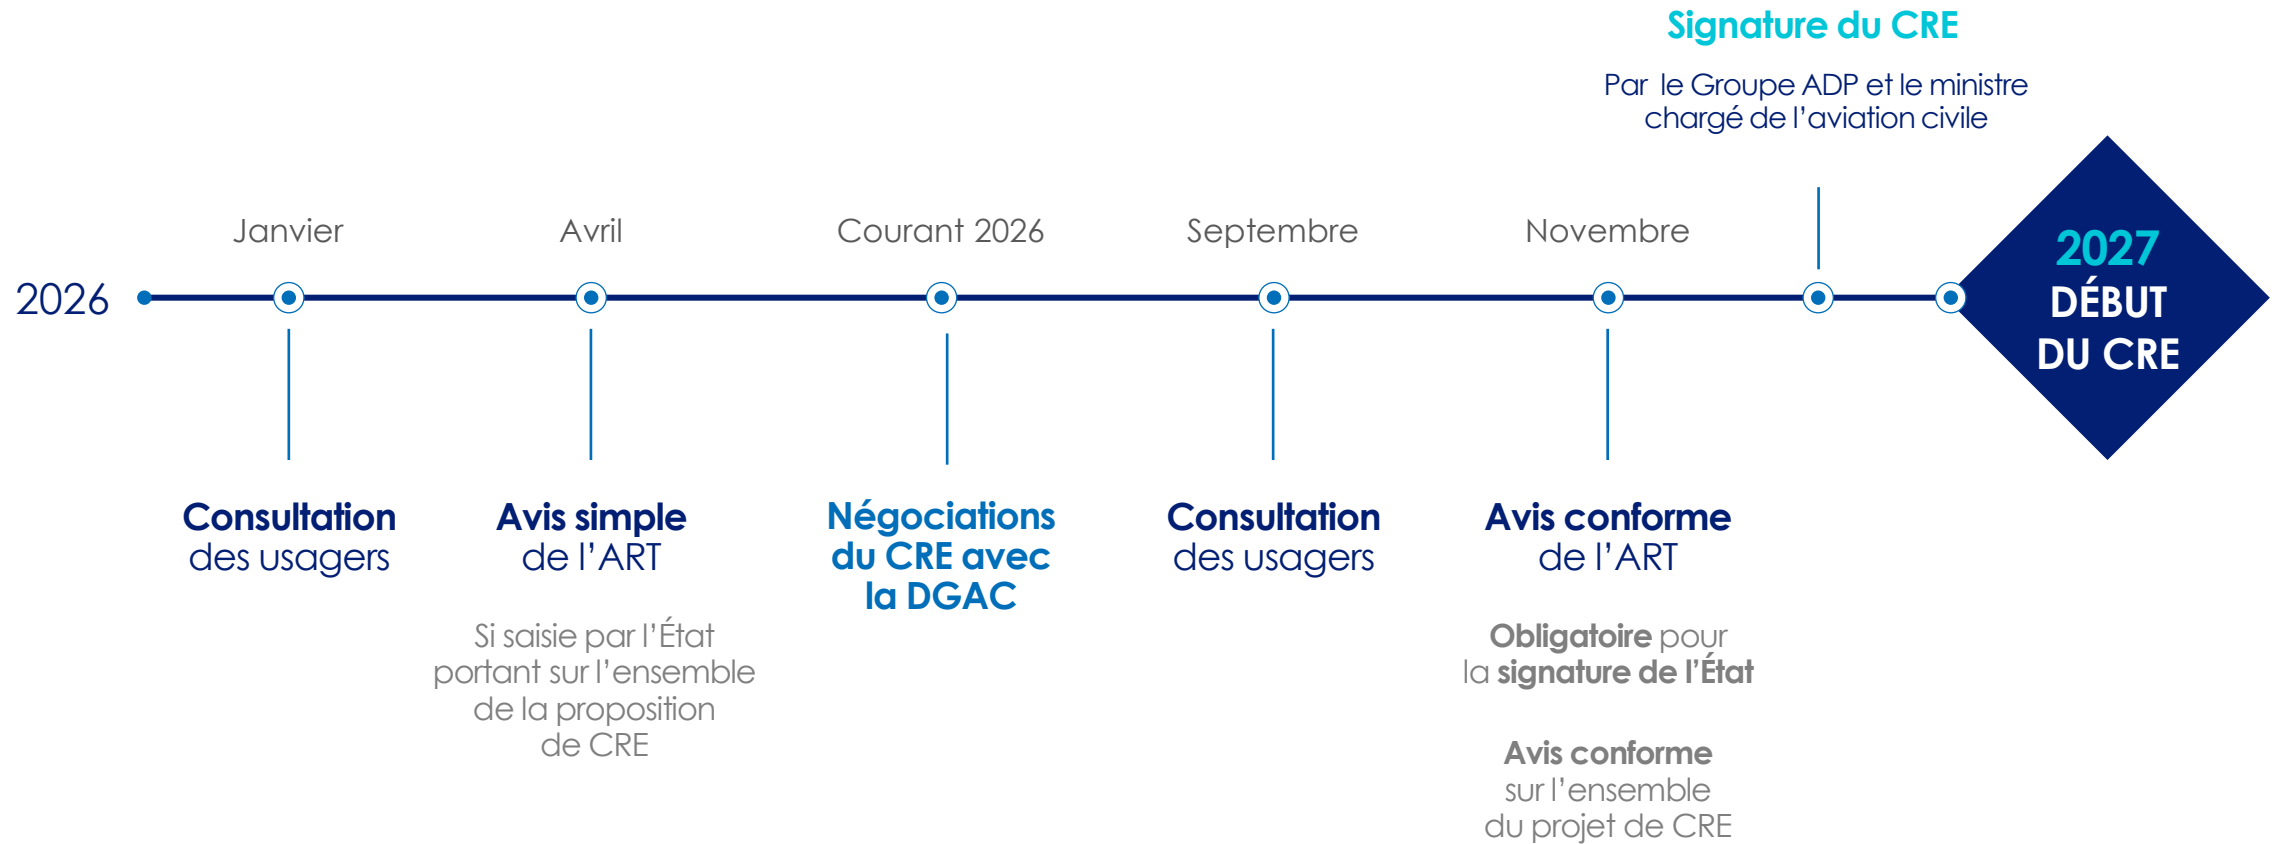 Signature du CRE
Par le Groupe ADP et le ministre
chargé de l’aviation civile
Janvier
Avril
Courant 2026
Septembre
Novembre
2026
2027
DÉBUT
DU CRE
Consultation
des usagers
Avis simple
de l’ART
Si saisie par l’État
portant sur l’ensemble
de la proposition
de CRE
Négociations
du CRE avec
la DGAC
Consultation
des usagers
Avis conforme
de l’ART
Obligatoire pour
la signature de l’État
Avis conforme
sur l’ensemble
du projet de CRE